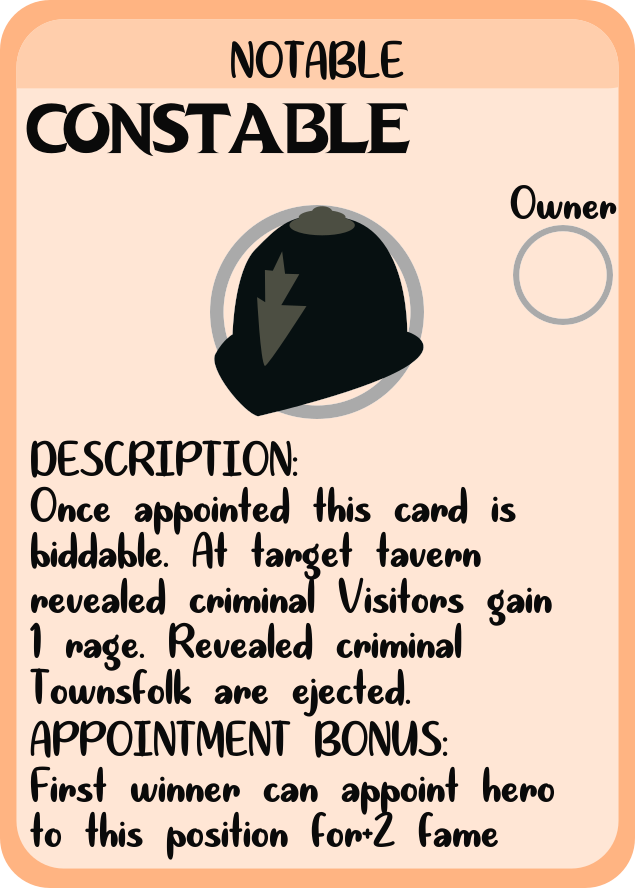 NOTABLE
CONSTABLE
Owner
DESCRIPTION:
Once appointed this card is
biddable. At target tavern
revealed criminal Visitors gain
1 rage. Revealed criminal
Townsfolk are ejected.
APPOINTMENT BONUS:
First winner can appoint hero
to this position for+2 fame